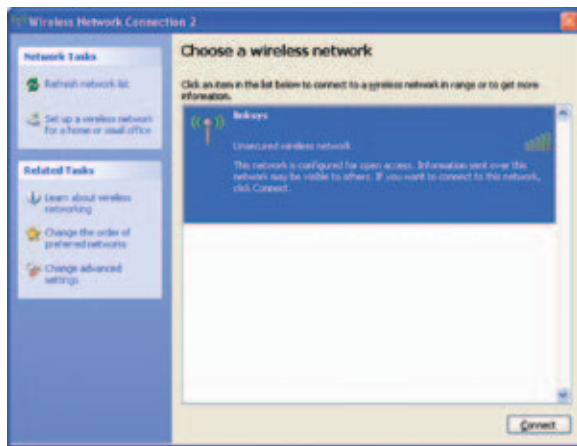 Wireless Network Connection 2
Network Tasks
Refresh network list
Set up a wireless network
for a home or small office
Related Tasks
Learn about wireless
networking
Change the order of
preferred networks
Change advanced
settings
Choose a wireless network
Click an item in the list below to connect to a wireless network in range or to get more
information.
linksys
Unsecured wireless network
This network is configured for open access. Information sent over this
network may be visible to others. If you want to connect to this network,
click Connect.
Connect